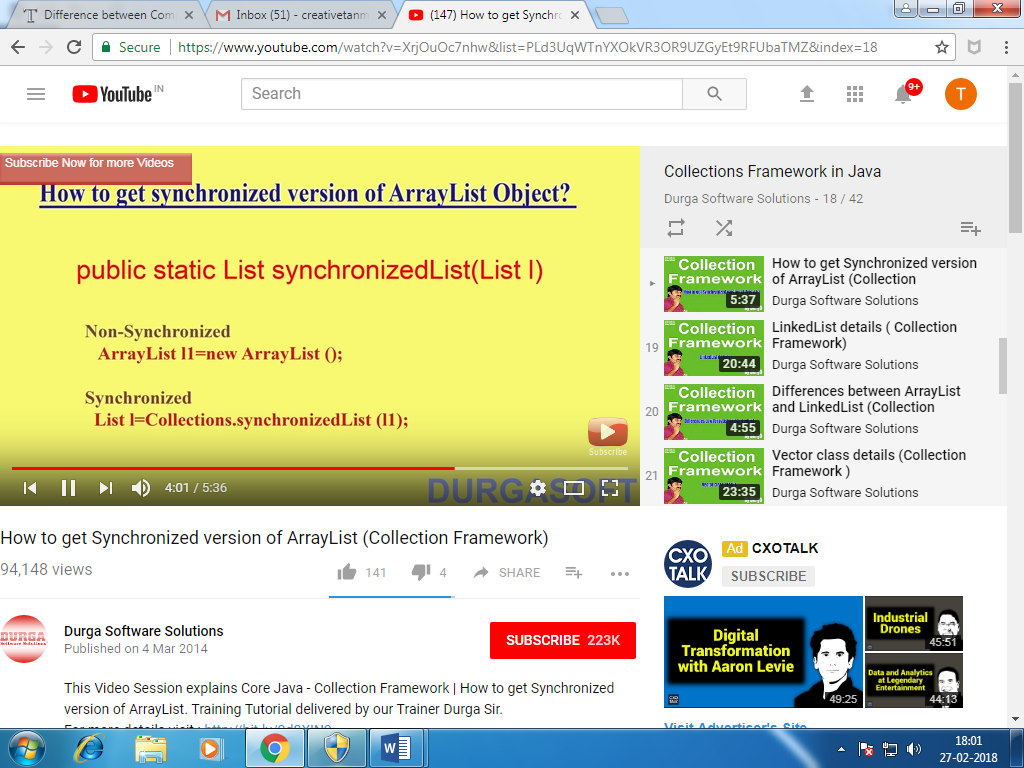 Difference between Com
Inbox (51) - creativetanm
(147) How to get Synchro
Secure
https://www.youtube.com/watch?v=XrjOuOc7nhw&list=PLd3UqWTnYXOkVR3OR9UZGyEt9RFUbaTMZ&index=18
YouTube IN
Search
9+
T
Subscribe Now for more Videos
How to get synchronized version of ArrayList Object?
public static List synchronizedList(List l)
Non-Synchronized
ArrayList l1=new ArrayList ();
Synchronized
List l=Collections.synchronizedList (l1);
Subscribe
DURGASOFT
4:01 / 5:36
Collections Framework in Java
Durga Software Solutions - 18 / 42
Collection
Framework
5:37
How to get Synchronized version
of ArrayList (Collection
Durga Software Solutions
19
Collection
Framework
20:44
LinkedList details ( Collection
Framework)
Durga Software Solutions
20
Collection
Framework
4:55
Differences between ArrayList
and LinkedList (Collection
Durga Software Solutions
21
Collection
Framework
23:35
Vector class details (Collection
Framework )
Durga Software Solutions
How to get Synchronized version of ArrayList (Collection Framework)
94,148 views
141
4
SHARE
DURGA
Software Solutions
Durga Software Solutions
Published on 4 Mar 2014
SUBSCRIBE 223K
This Video Session explains Core Java - Collection Framework | How to get Synchronized
version of ArrayList. Training Tutorial delivered by our Trainer Durga Sir.
CXO
TALK
Ad CXOTALK
SUBSCRIBE
Digital
Transformation
with Aaron Levie
49:25
Industrial
Drones
45:51
Data and Analytics
at Legendary
Entertainment
44:13
Visit Advertiser's Site
18:01
27-02-2018